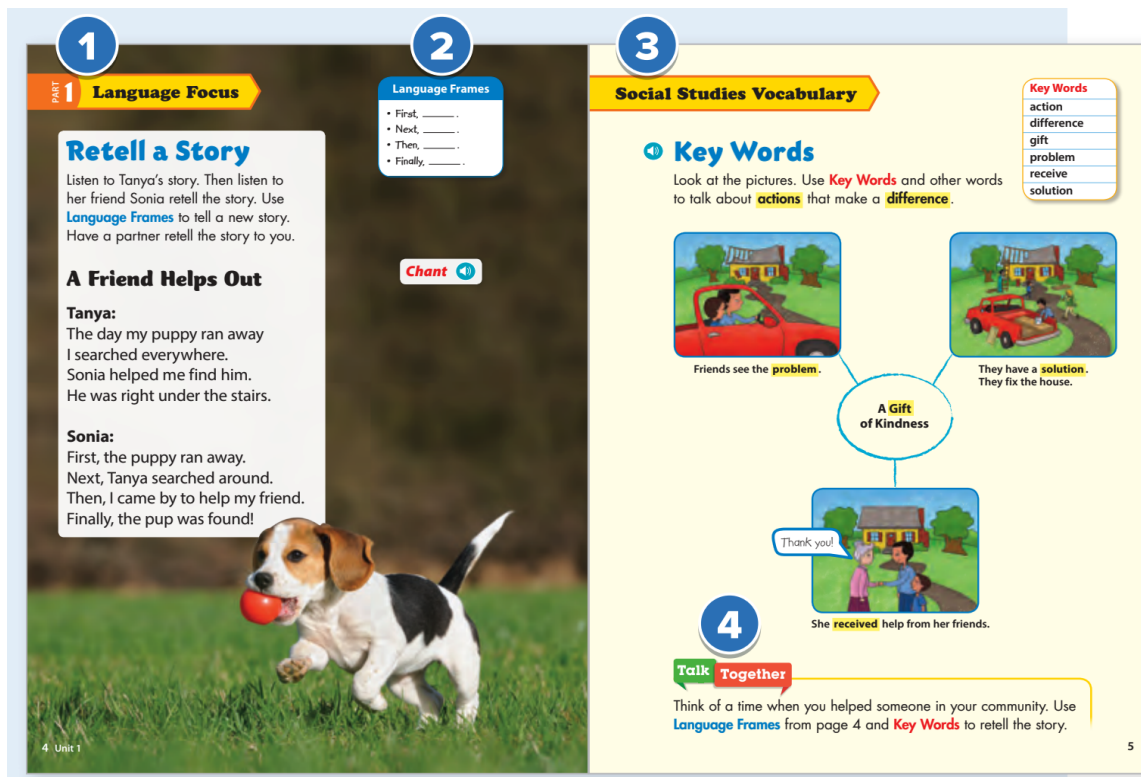 1
2
3
PART 1 Language Focus
Retell a Story
Listen to Tanya’s story. Then listen to
her friend Sonia retell the story. Use
Language Frames to tell a new story.
Have a partner retell the story to you.
A Friend Helps Out
Tanya:
The day my puppy ran away
I searched everywhere.
Sonia helped me find him.
He was right under the stairs.
Sonia:
First, the puppy ran away.
Next, Tanya searched around.
Then, I came by to help my friend.
Finally, the pup was found!
Language Frames
• First, _____ .
• Next, _____ .
• Then, _____ .
• Finally, _____ .
Chant
4 Unit 1
Social Studies Vocabulary
Key Words
action
difference
gift
problem
receive
solution
Key Words
Look at the pictures. Use Key Words and other words
to talk about actions that make a difference.
Friends see the problem.
They have a solution.
They fix the house.
A Gift
of Kindness
Thank you!
She received help from her friends.
4
Talk Together
Think of a time when you helped someone in your community. Use
Language Frames from page 4 and Key Words to retell the story.
5